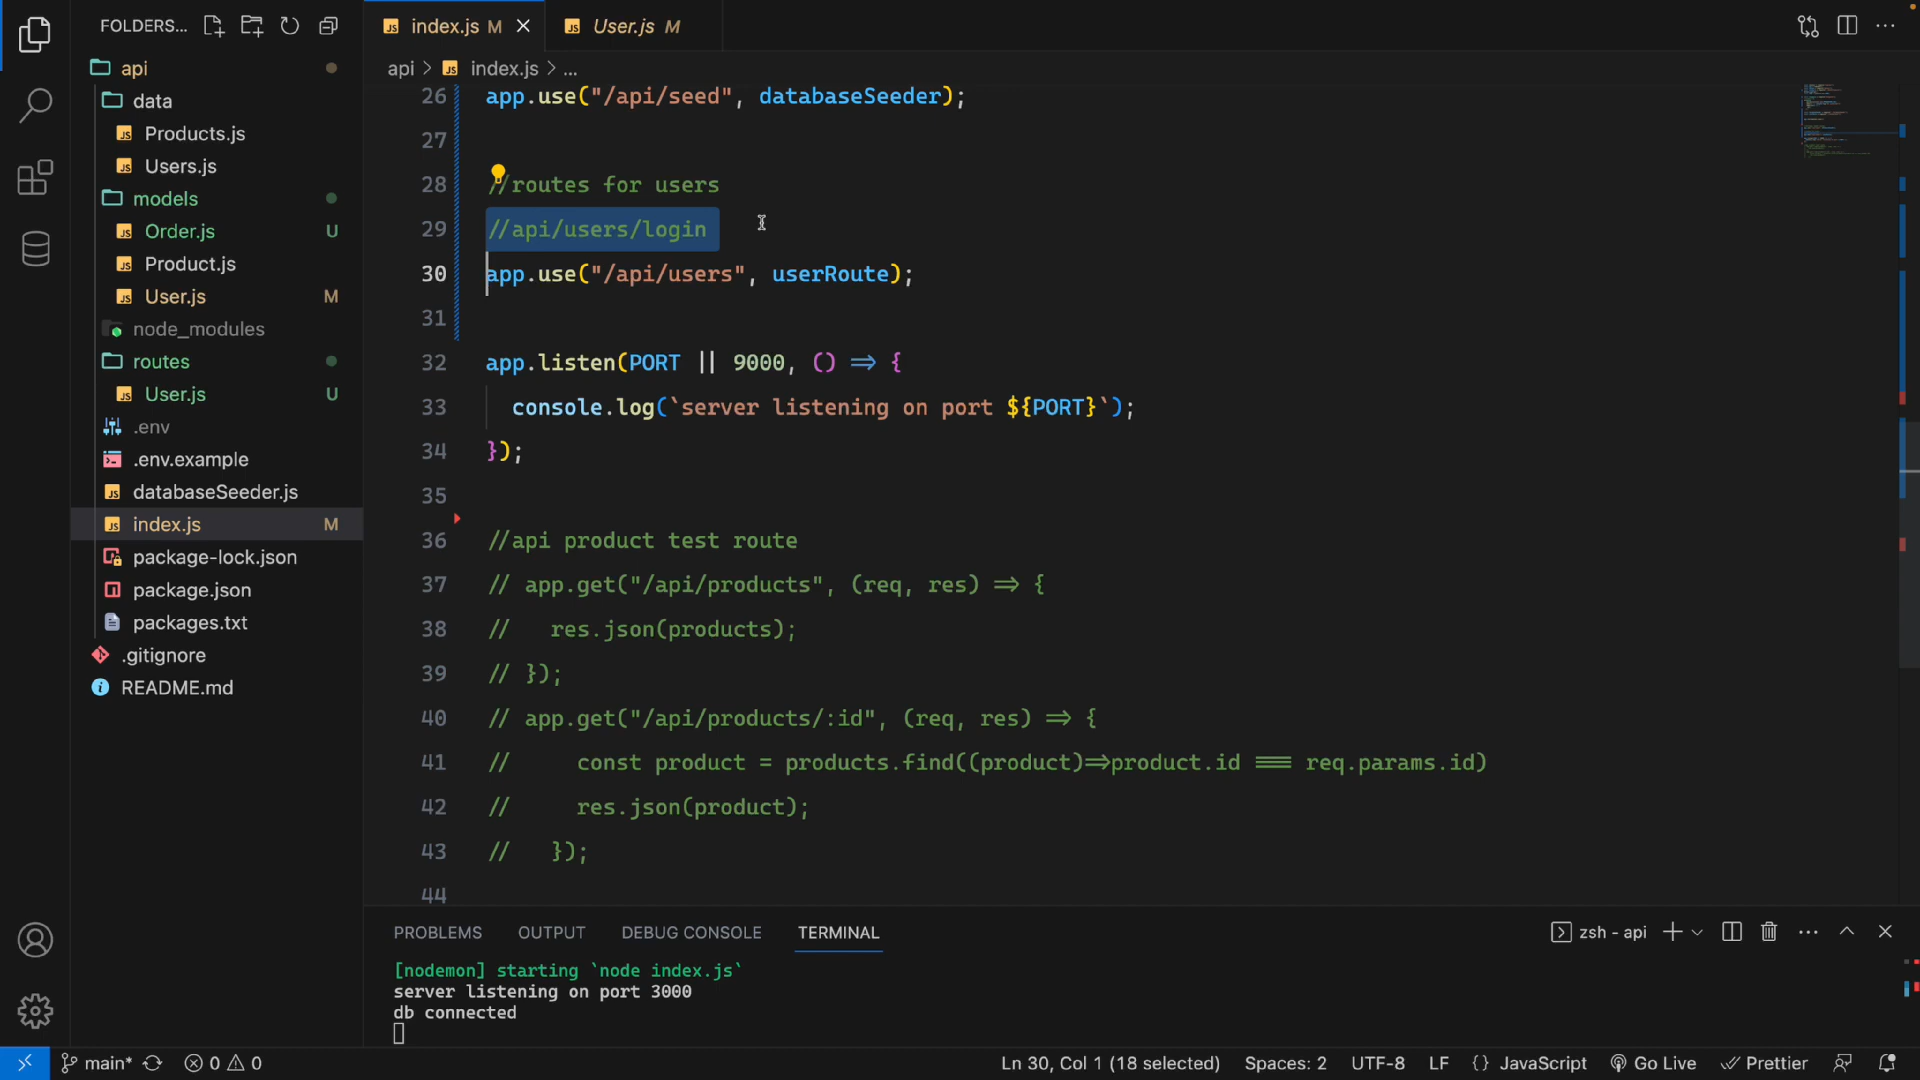 FOLDERS...
index.js M
User.js M
api > index.js > ...
api
data
Products.js
Users.js
models
Order.js U
Product.js
User.js M
node_modules
routes
User.js U
.env
.env.example
databaseSeeder.js
index.js M
package-lock.json
package.json
packages.txt
.gitignore
README.md
26 app.use("/api/seed", databaseSeeder);
27
28 //routes for users
29 //api/users/login
30 app.use("/api/users", userRoute);
31
32 app.listen(PORT || 9000, () => {
33 console.log(`server listening on port ${PORT}`);
34 });
35
36 //api product test route
37 // app.get("/api/products", (req, res) => {
38 // res.json(products);
39 // });
40 // app.get("/api/products/:id", (req, res) => {
41 // const product = products.find((product)=>product.id === req.params.id)
42 // res.json(product);
43 // });
44
PROBLEMS OUTPUT DEBUG CONSOLE TERMINAL
zsh - api
[nodemon] starting `node index.js`
server listening on port 3000
db connected
main* 0 0
Ln 30, Col 1 (18 selected) Spaces: 2 UTF-8 LF {} JavaScript Go Live Prettier